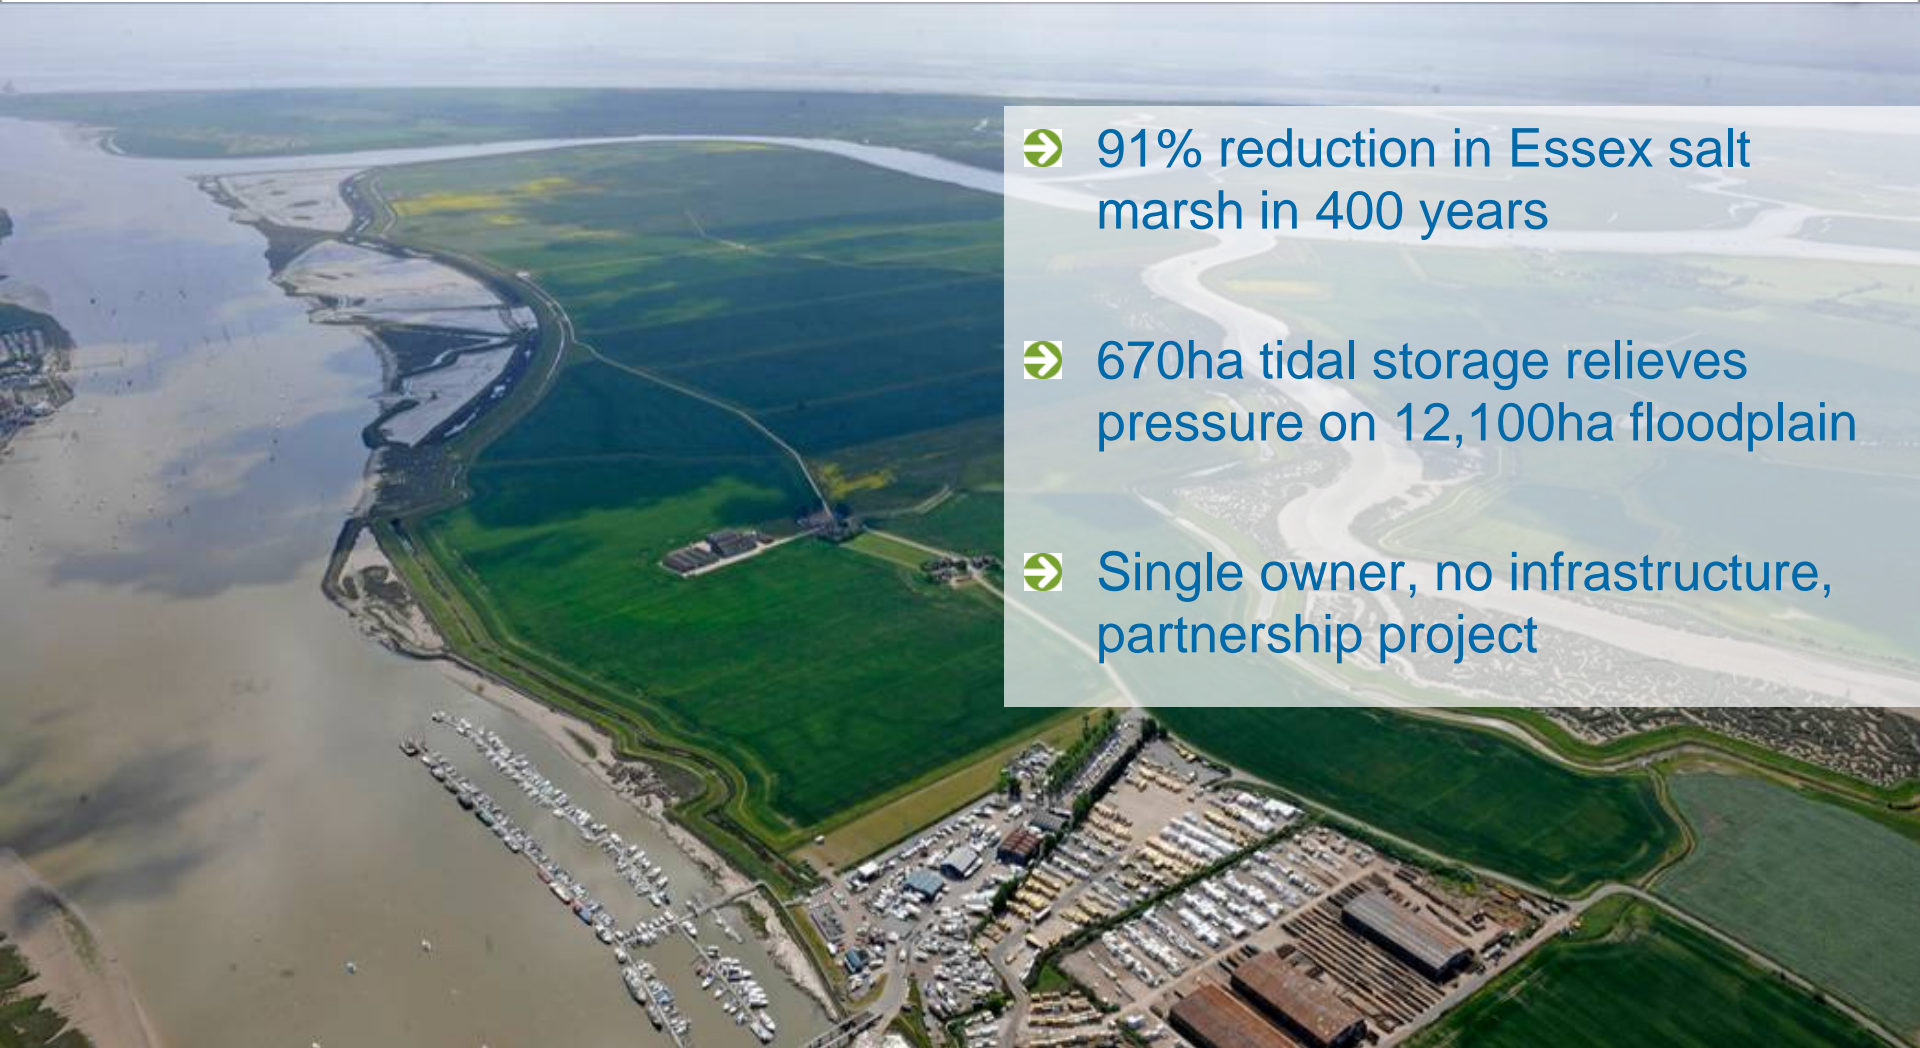 91% reduction in Essex salt
marsh in 400 years
670ha tidal storage relieves
pressure on 12,100ha floodplain
Single owner, no infrastructure,
partnership project